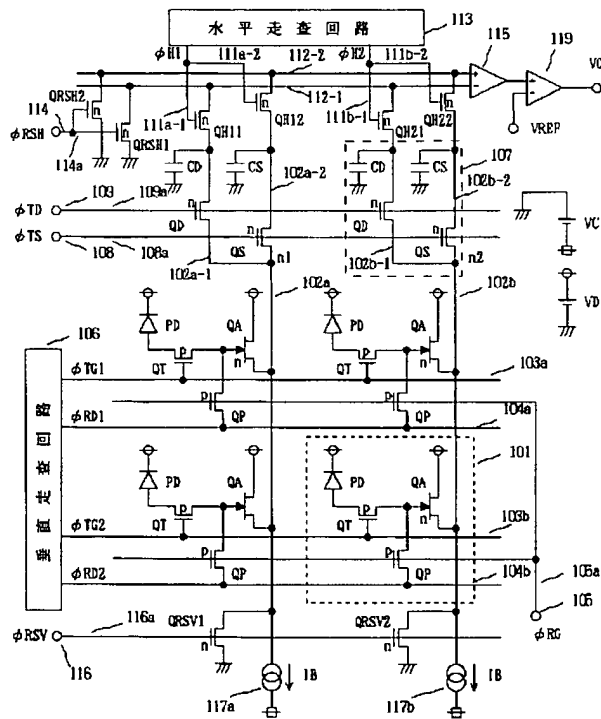 水平走査回路
113
φH1
111a-2
112-2
φH2
111b-2
115
119
VO
QRSH2
114
φRSH
114a
QRSH1
111a-1
QH11
QH12
112-1
111b-1
QH21
QH22
VREF
CD
CS
102a-2
CD
CS
107
102b-2
φTD
109
109a
QD
QD
φTS
108
108a
QS
n1
QS
n2
102a-1
102a
102b-1
102b
VC
VD
106
垂直走査回路
PD
QA
PD
QA
φTG1
QT
QT
103a
φRD1
QP
QP
104a
PD
QA
PD
QA
101
φTG2
QT
QT
103b
φRD2
QP
QP
104b
105a
105
φRG
φRSV
116a
116
QRSV1
QRSV2
IB
IB
117a
117b